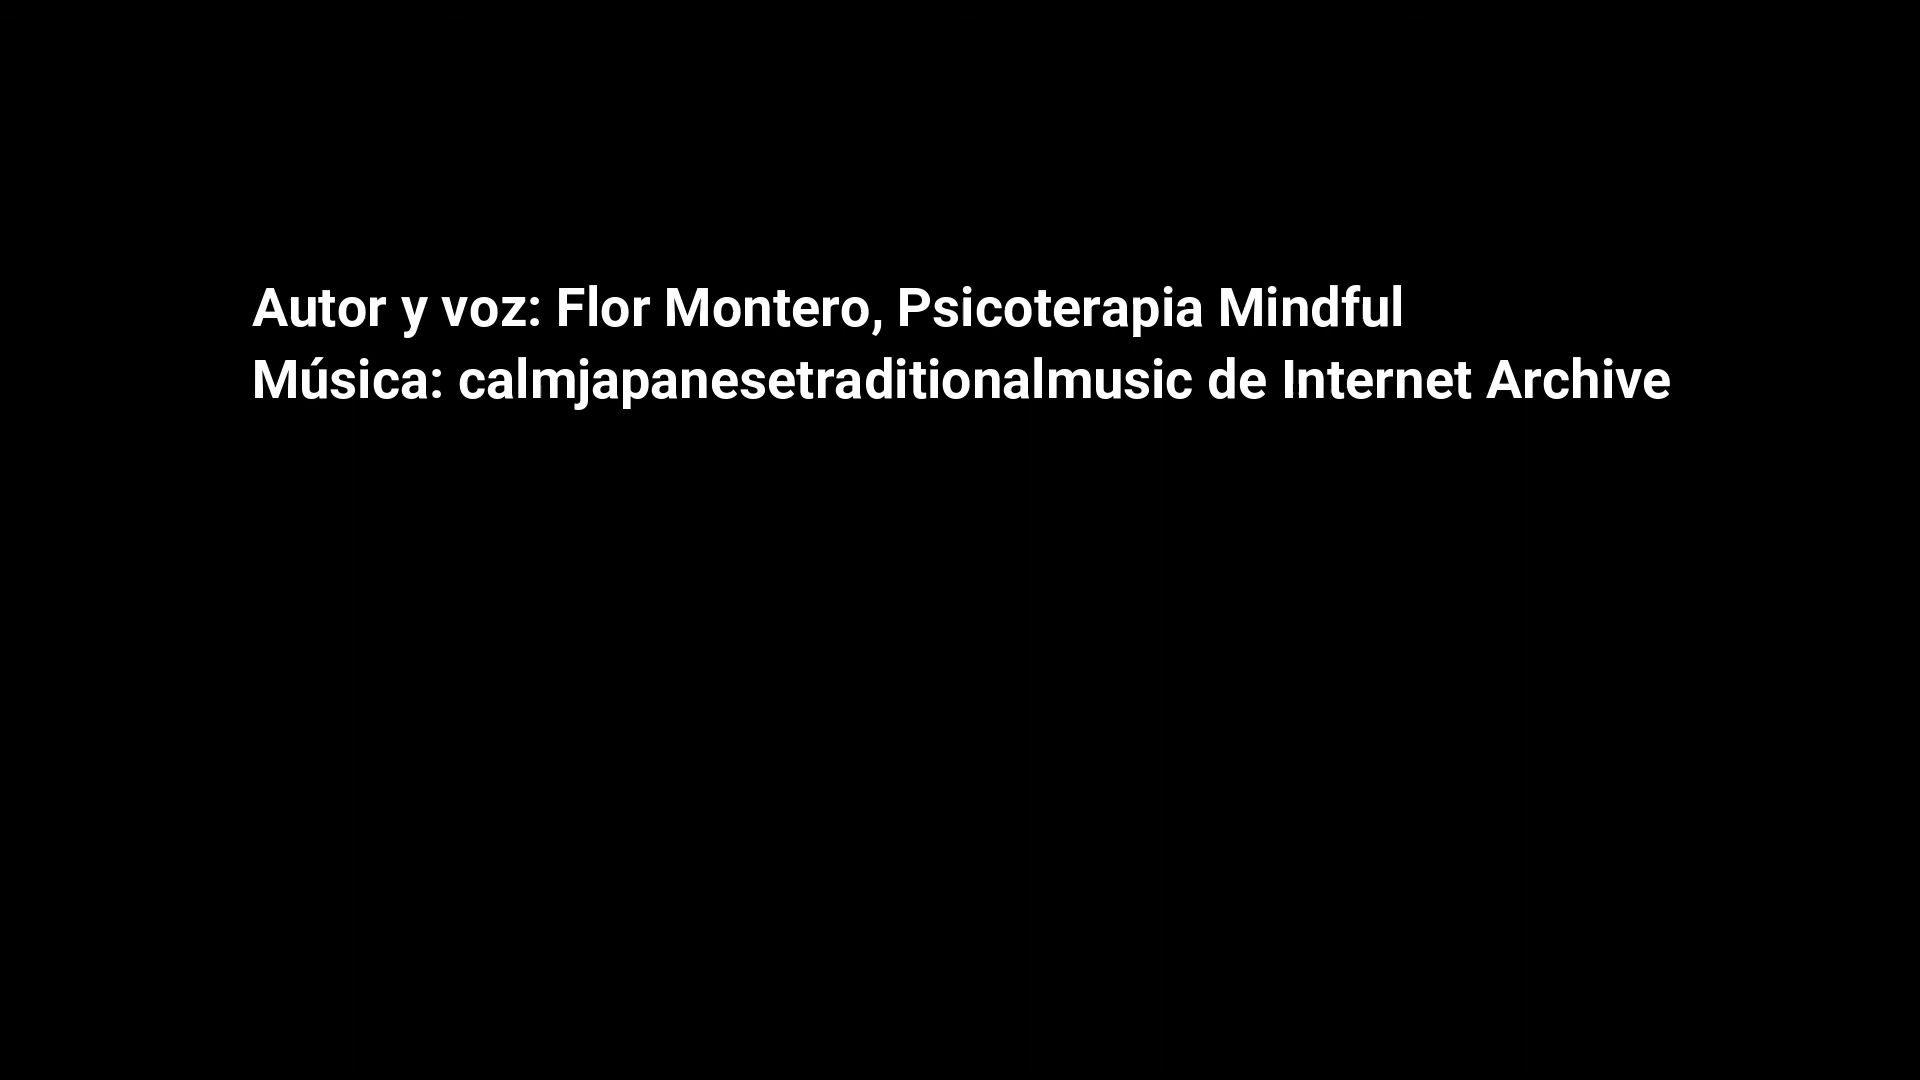 Autor y voz: Flor Montero, Psicoterapia Mindful
Música: calmjapanesetraditionalmusic de Internet Archive